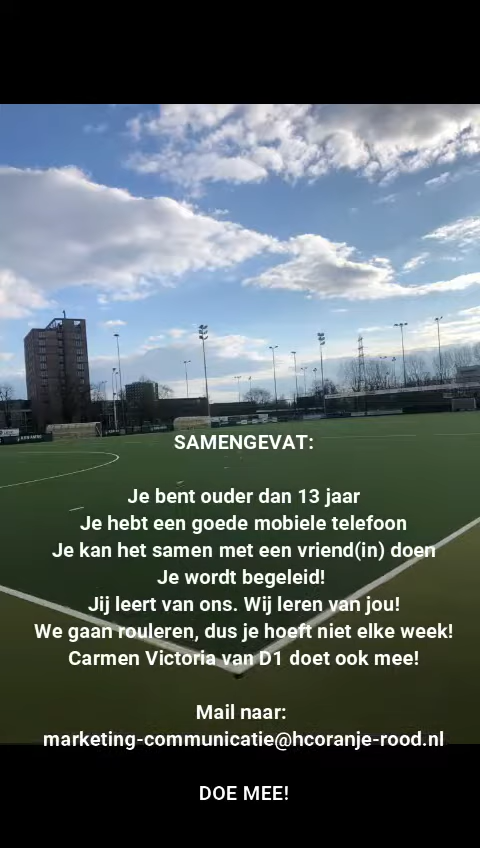 SAMENGEVAT:
Je bent ouder dan 13 jaar
Je hebt een goede mobiele telefoon
Je kan het samen met een vriend(in) doen
Je wordt begeleid!
Jij leert van ons. Wij leren van jou!
We gaan rouleren, dus je hoeft niet elke week!
Carmen Victoria van D1 doet ook mee!
Mail naar:
marketing-communicatie@hcoranje-rood.nl
DOE MEE!